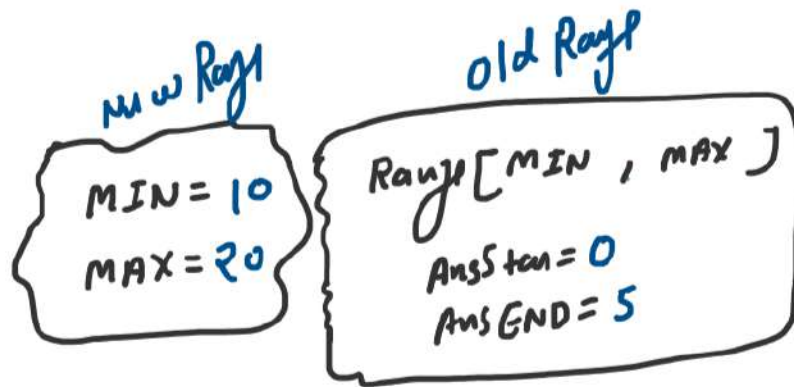 new Range
MIN = 10
MAX = 20
old Range
Range [ MIN , MAX ]
AnsStart = 0
AnsEND = 5